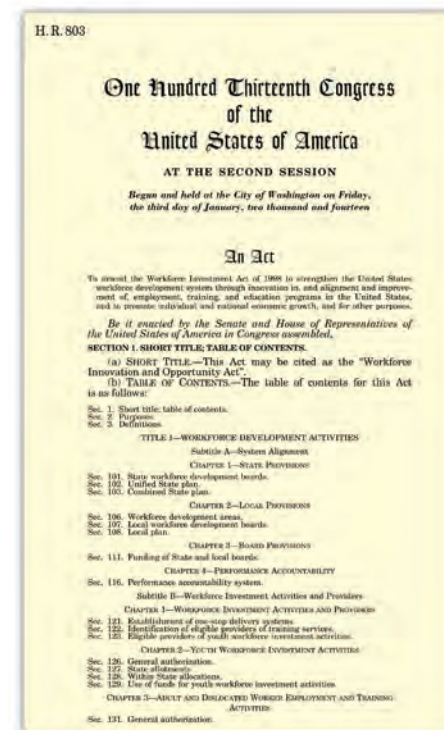 H. R. 803
One Hundred Thirteenth Congress
of the
United States of America
AT THE SECOND SESSION
Begun and held at the City of Washington on Friday,
the third day of January, two thousand and fourteen
An Act
To amend the Workforce Investment Act of 1998 to strengthen the United States
workforce development system through innovation in, and alignment and improve-
ment of, employment, training, and education programs in the United States,
and to promote individual and national economic growth, and for other purposes.
Be it enacted by the Senate and House of Representatives of
the United States of America in Congress assembled,
SECTION 1. SHORT TITLE; TABLE OF CONTENTS.
(a) SHORT TITLE.—This Act may be cited as the “Workforce
Innovation and Opportunity Act”.
(b) TABLE OF CONTENTS.—The table of contents for this Act
is as follows:
Sec. 1. Short title; table of contents.
Sec. 2. Purposes.
Sec. 3. Definitions.
TITLE I—WORKFORCE DEVELOPMENT ACTIVITIES
Subtitle A—System Alignment
CHAPTER 1—STATE PROVISIONS
Sec. 101. State workforce development boards.
Sec. 102. Unified State plan.
Sec. 103. Combined State plan.
CHAPTER 2—LOCAL PROVISIONS
Sec. 106. Workforce development areas.
Sec. 107. Local workforce development boards.
Sec. 108. Local plan.
CHAPTER 3—BOARD PROVISIONS
Sec. 111. Funding of State and local boards.
CHAPTER 4—PERFORMANCE ACCOUNTABILITY
Sec. 116. Performance accountability system.
Subtitle B—Workforce Investment Activities and Providers
CHAPTER 1—WORKFORCE INVESTMENT ACTIVITIES AND PROVIDERS
Sec. 121. Establishment of one-stop delivery systems.
Sec. 122. Identification of eligible providers of training services.
Sec. 123. Eligible providers of youth workforce investment activities.
CHAPTER 2—YOUTH WORKFORCE INVESTMENT ACTIVITIES
Sec. 126. General authorization.
Sec. 127. State allotments.
Sec. 128. Within State allocations.
Sec. 129. Use of funds for youth workforce investment activities.
CHAPTER 3—ADULT AND DISLOCATED WORKER EMPLOYMENT AND TRAINING
ACTIVITIES
Sec. 131. General authorization.